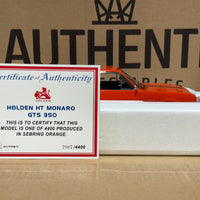 AUTHENT
Certificate of Authenticity
HOLDEN HT MONARO
GTS 350
THIS IS TO CERTIFY THAT THIS
MODEL IS ONE OF 4400 PRODUCED
IN SEBRING ORANGE.
/4400